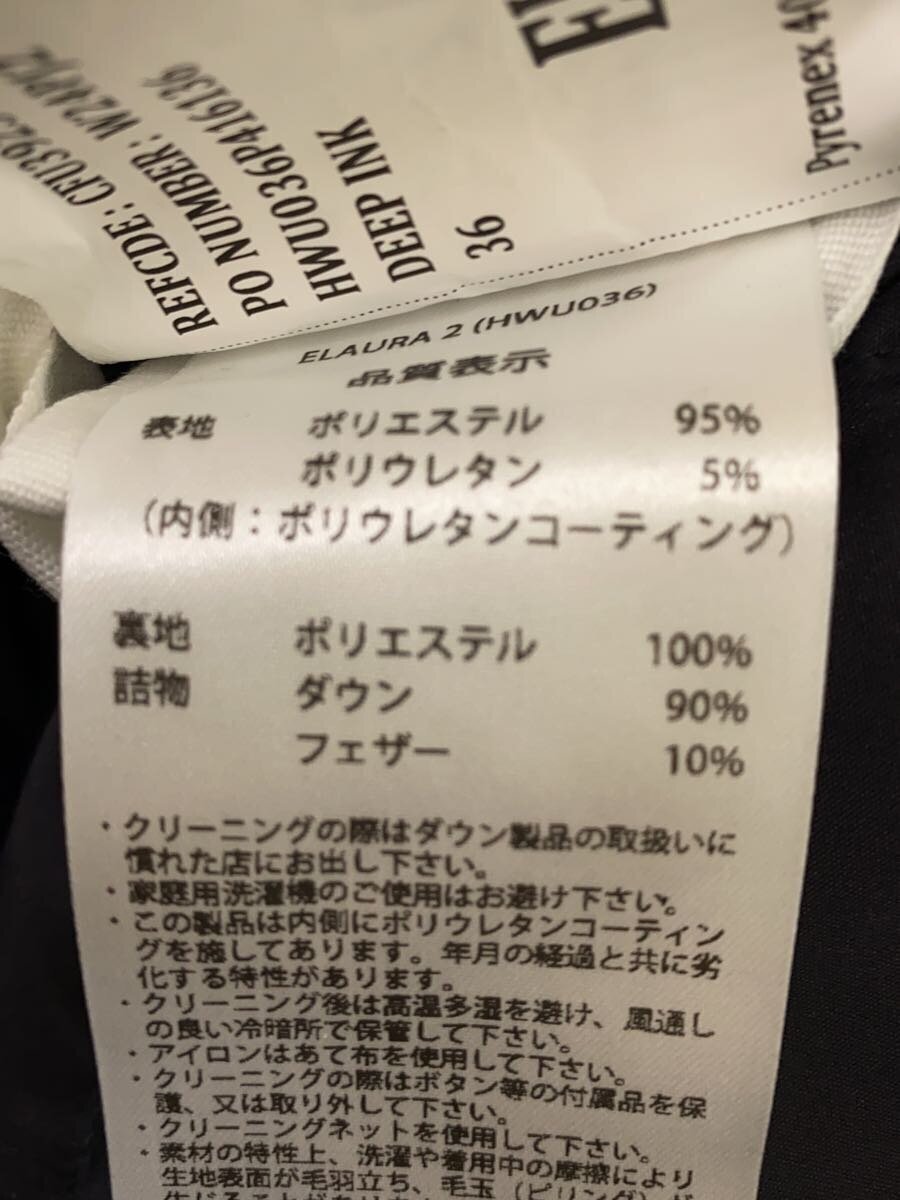 EL
Pyrenex 40
REFCDE: CFU3925
PO NUMBER: W24
HWU036P416136
DEEP INK
36
ELAURA 2 (HWU036)
品質表示
表地 ポリエステル 95%
ポリウレタン 5%
（内側：ポリウレタンコーティング）
裏地 ポリエステル 100%
詰物 ダウン 90%
フェザー 10%
・クリーニングの際はダウン製品の取扱いに
慣れた店にお出し下さい。
・家庭用洗濯機のご使用はお避け下さい。
・この製品は内側にポリウレタンコーティン
グを施してあります。年月の経過と共に劣
化する特性があります。
・クリーニング後は高温多湿を避け、風通し
の良い冷暗所で保管して下さい。
・アイロンはあて布を使用して下さい。
・クリーニングの際はボタン等の付属品を保
護、又は取り外して下さい。
・クリーニングネットを使用して下さい。
・素材の特性上、洗濯や着用中の摩擦により
生地表面が毛羽立ち、毛玉（ピリング）が